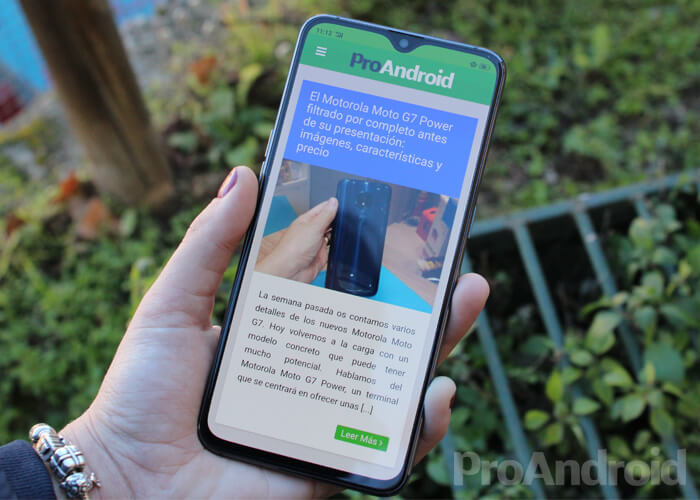 11:12
ProAndroid
El Motorola Moto G7 Power
filtrado por completo antes
de su presentación:
imágenes, características y
precio
La semana pasada os contamos varios
detalles de los nuevos Motorola Moto
G7. Hoy volvemos a la carga con un
modelo concreto que puede tener
mucho potencial. Hablamos del
Motorola Moto G7 Power, un terminal
que se centrará en ofrecer unas [...]
Leer Más >
ProAndroid